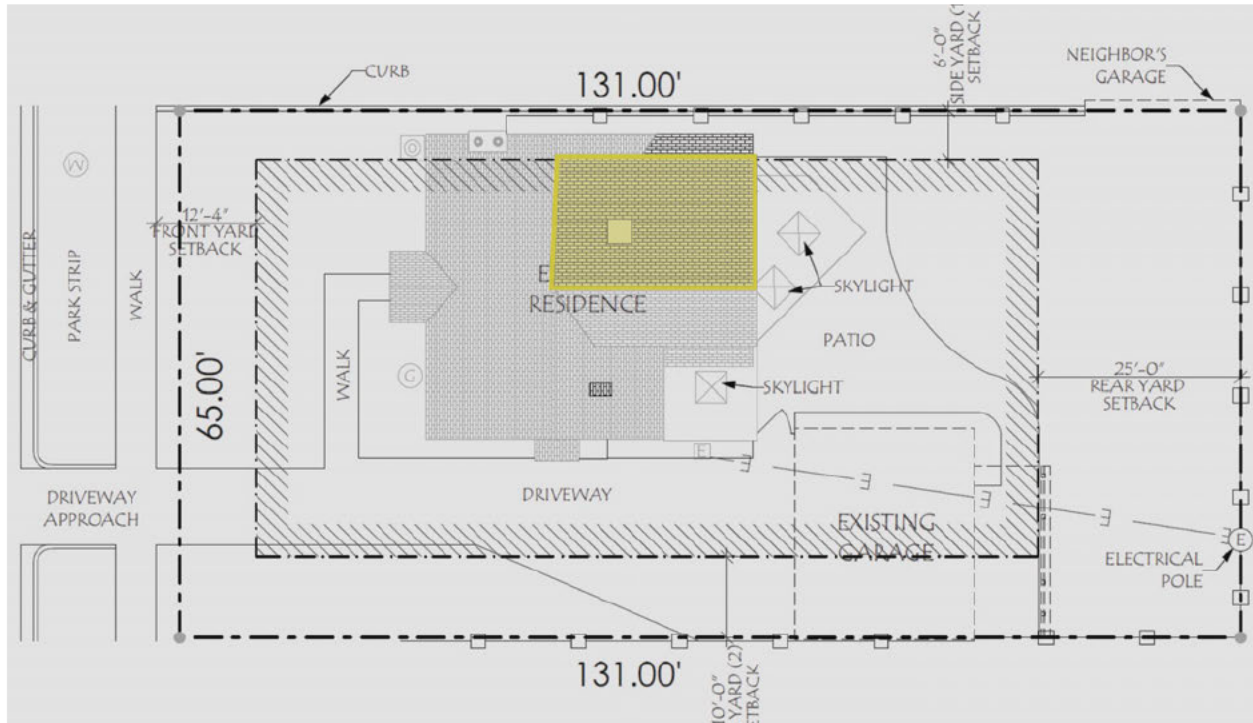 CURB
131.00'
6'-0"
SIDE YARD (1
SETBACK
NEIGHBOR'S
GARAGE
W
12'-4"
FRONT YARD
SETBACK
CURB & GUTTER
PARK STRIP
WALK
65.00'
WALK
G
E
RESIDENCE
SKYLIGHT
PATIO
SKYLIGHT
25'-0"
REAR YARD
SETBACK
E
E
E
E
E
E
DRIVEWAY
APPROACH
DRIVEWAY
EXISTING
GARAGE
E
ELECTRICAL
POLE
131.00'
10'-0"
YARD (2)
ETBACK